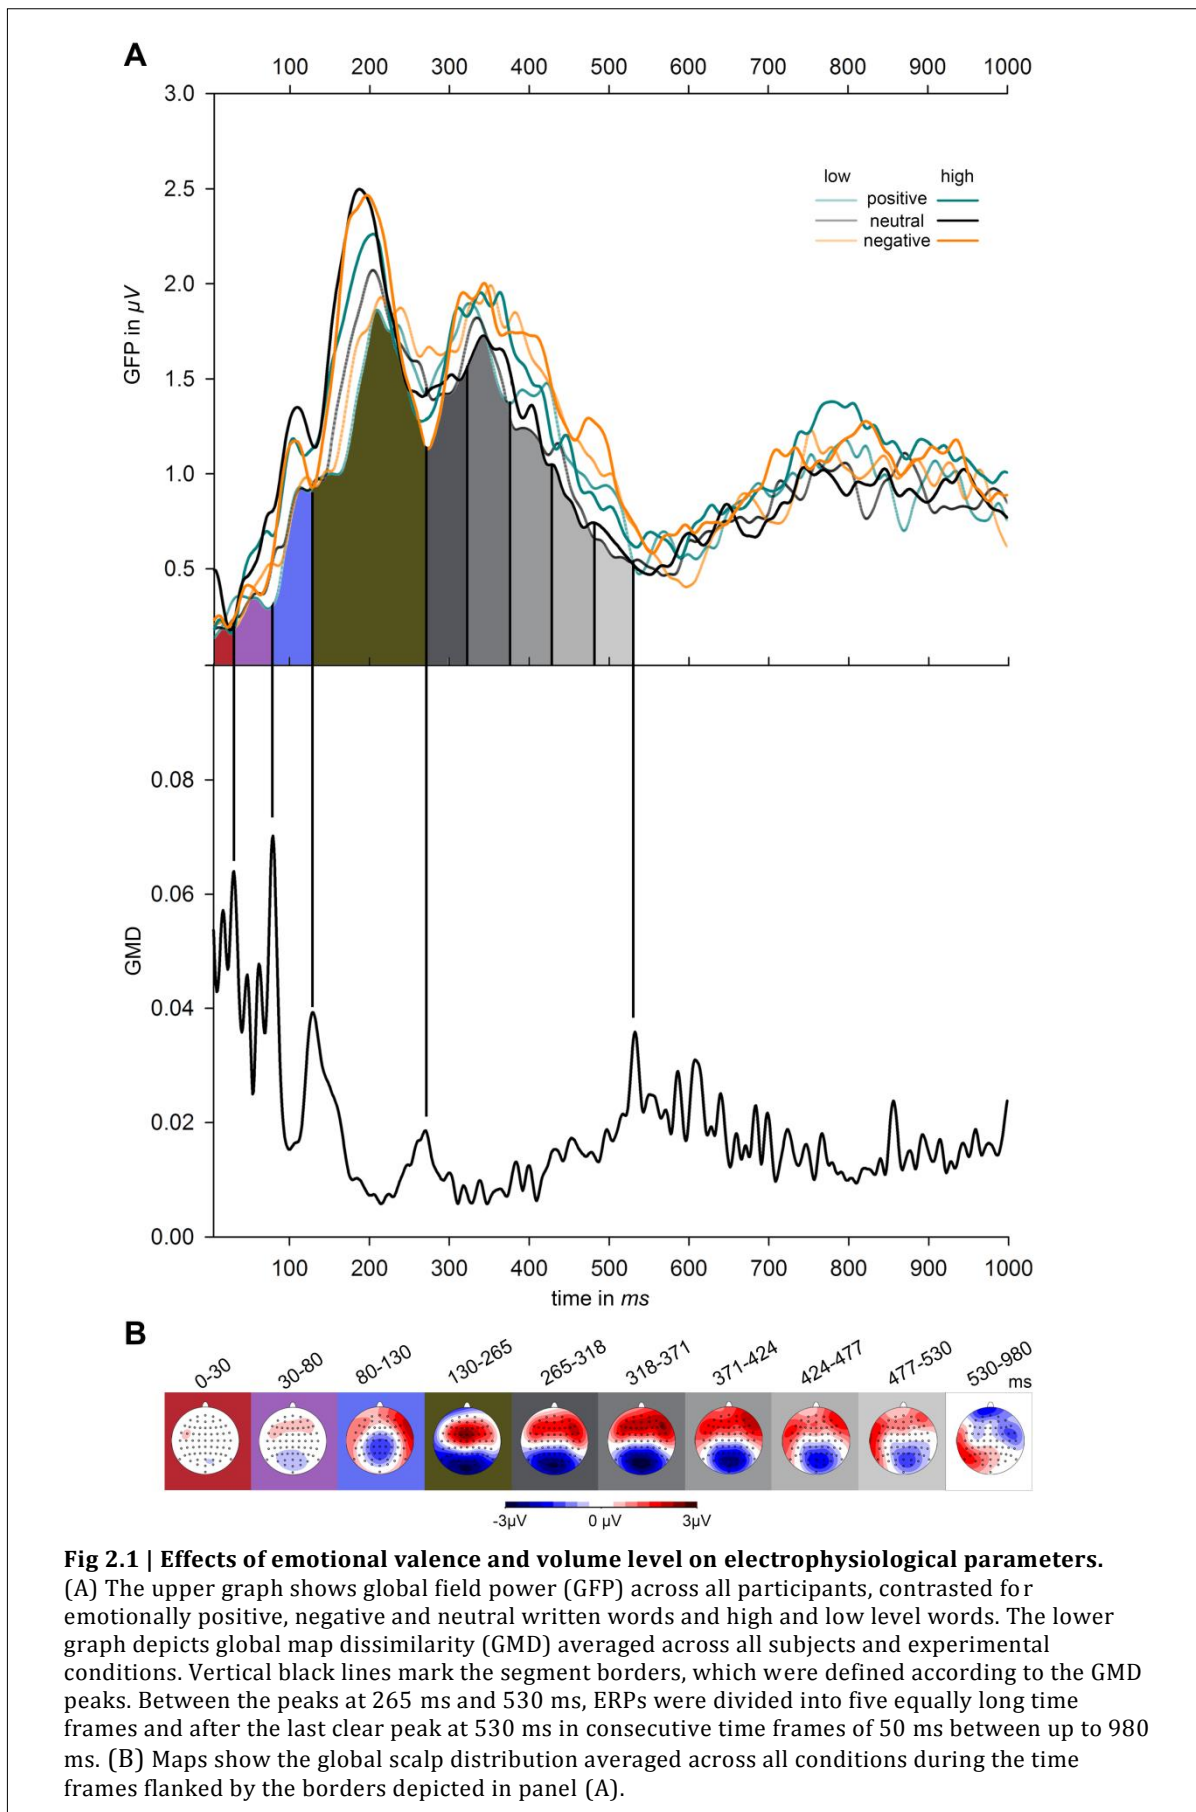 A
100 200 300 400 500 600 700 800 900 1000
3.0
2.5
2.0
1.5
1.0
0.5
GFP in µV
low high
positive
neutral
negative
0.08
0.06
0.04
0.02
0.00
GMD
100 200 300 400 500 600 700 800 900 1000
time in ms
B
0-30 30-80 80-130 130-265 265-318 318-371 371-424 424-477 477-530 530-980
ms
-3µV 0 µV 3µV
Fig 2.1 | Effects of emotional valence and volume level on electrophysiological parameters.
(A) The upper graph shows global field power (GFP) across all participants, contrasted for
emotionally positive, negative and neutral written words and high and low level words. The lower
graph depicts global map dissimilarity (GMD) averaged across all subjects and experimental
conditions. Vertical black lines mark the segment borders, which were defined according to the GMD
peaks. Between the peaks at 265 ms and 530 ms, ERPs were divided into five equally long time
frames and after the last clear peak at 530 ms in consecutive time frames of 50 ms between up to 980
ms. (B) Maps show the global scalp distribution averaged across all conditions during the time
frames flanked by the borders depicted in panel (A).